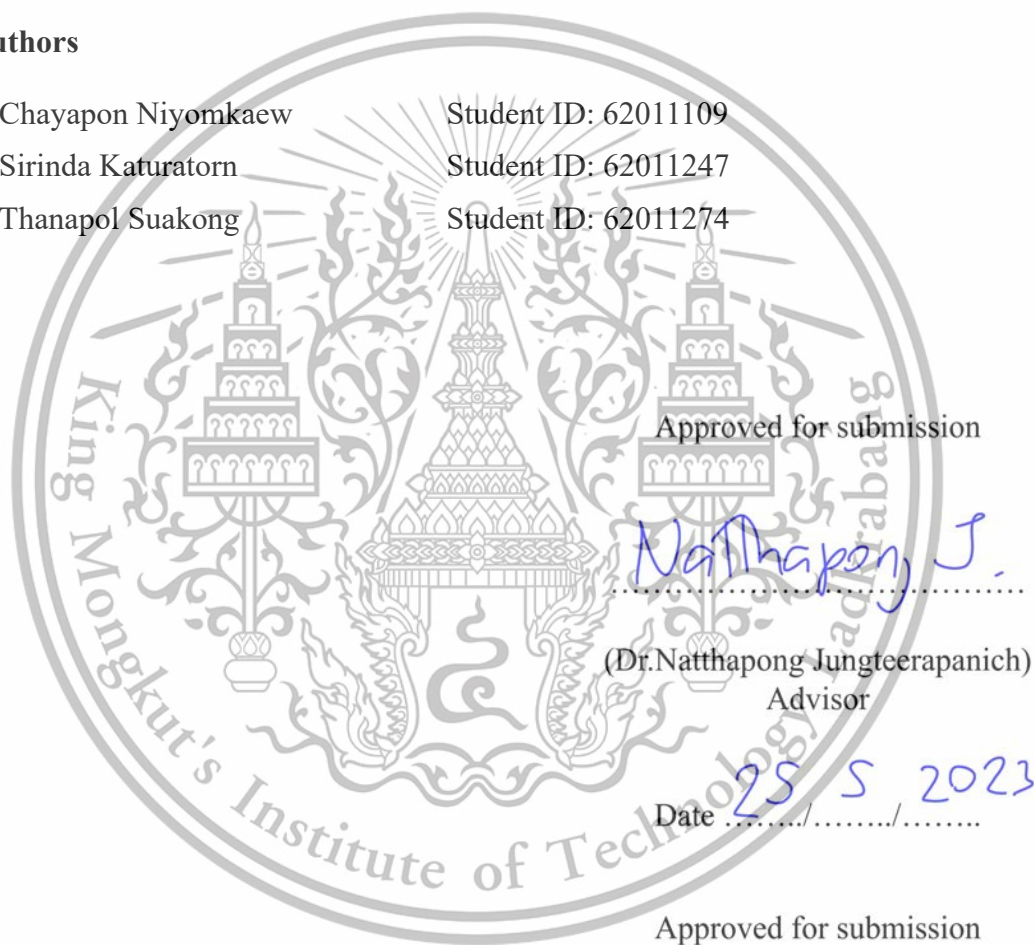 uthors
Chayapon Niyomkaew Student ID: 62011109
Sirinda Katuratorn Student ID: 62011247
Thanapol Suakong Student ID: 62011274
King Mongkut's Institute of Technology Ladkrabang
Approved for submission
Natthapong J.
(Dr.Natthapong Jungteerapanich)
Advisor
Date 25/5/2023
Approved for submission